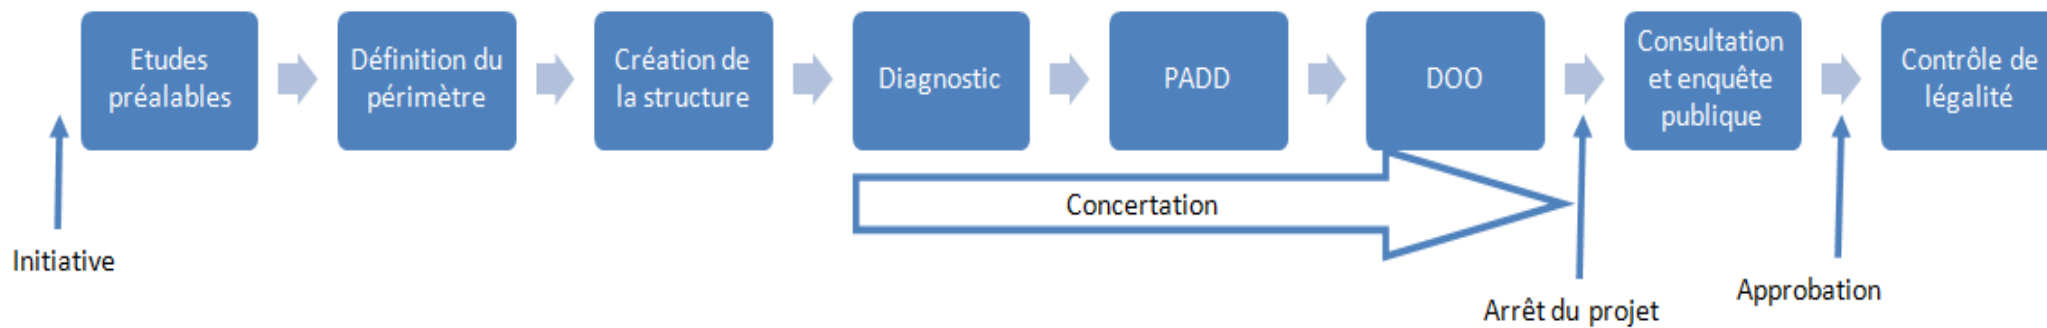 Etudes
préalables
Définition du
périmètre
Création de
la structure
Diagnostic
PADD
DOO
Consultation
et enquête
publique
Contrôle de
légalité
Concertation
Initiative
Arrêt du projet
Approbation